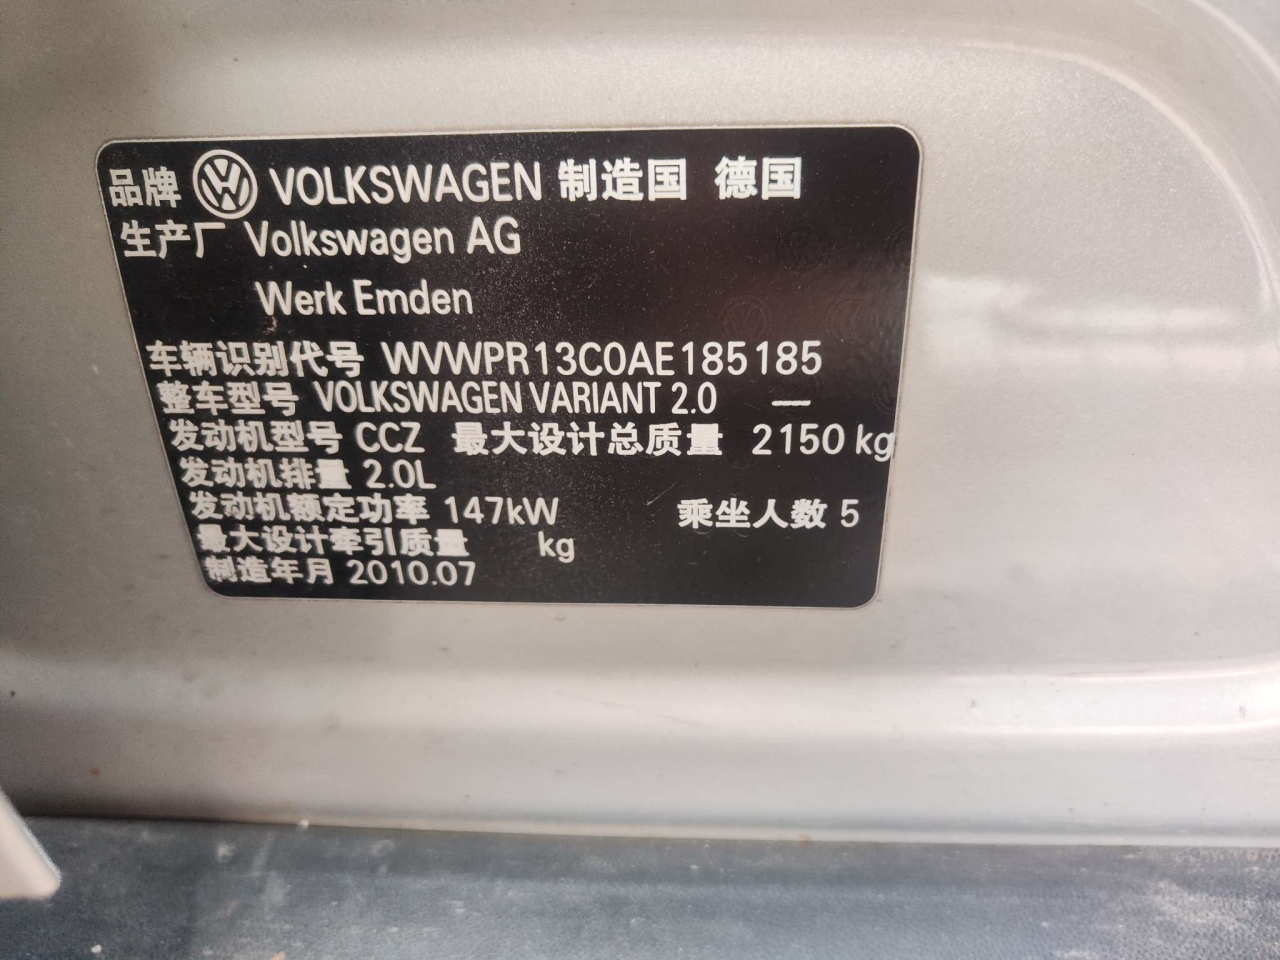 品牌 VOLKSWAGEN 制造国 德国
生产厂 Volkswagen AG
Werk Emden
车辆识别代号 WVWPR13C0AE185185
整车型号 VOLKSWAGEN VARIANT 2.0 —
发动机型号 CCZ 最大设计总质量 2150 kg
发动机排量 2.0L
发动机额定功率 147kW 乘坐人数 5
最大设计牵引质量 kg
制造年月 2010.07